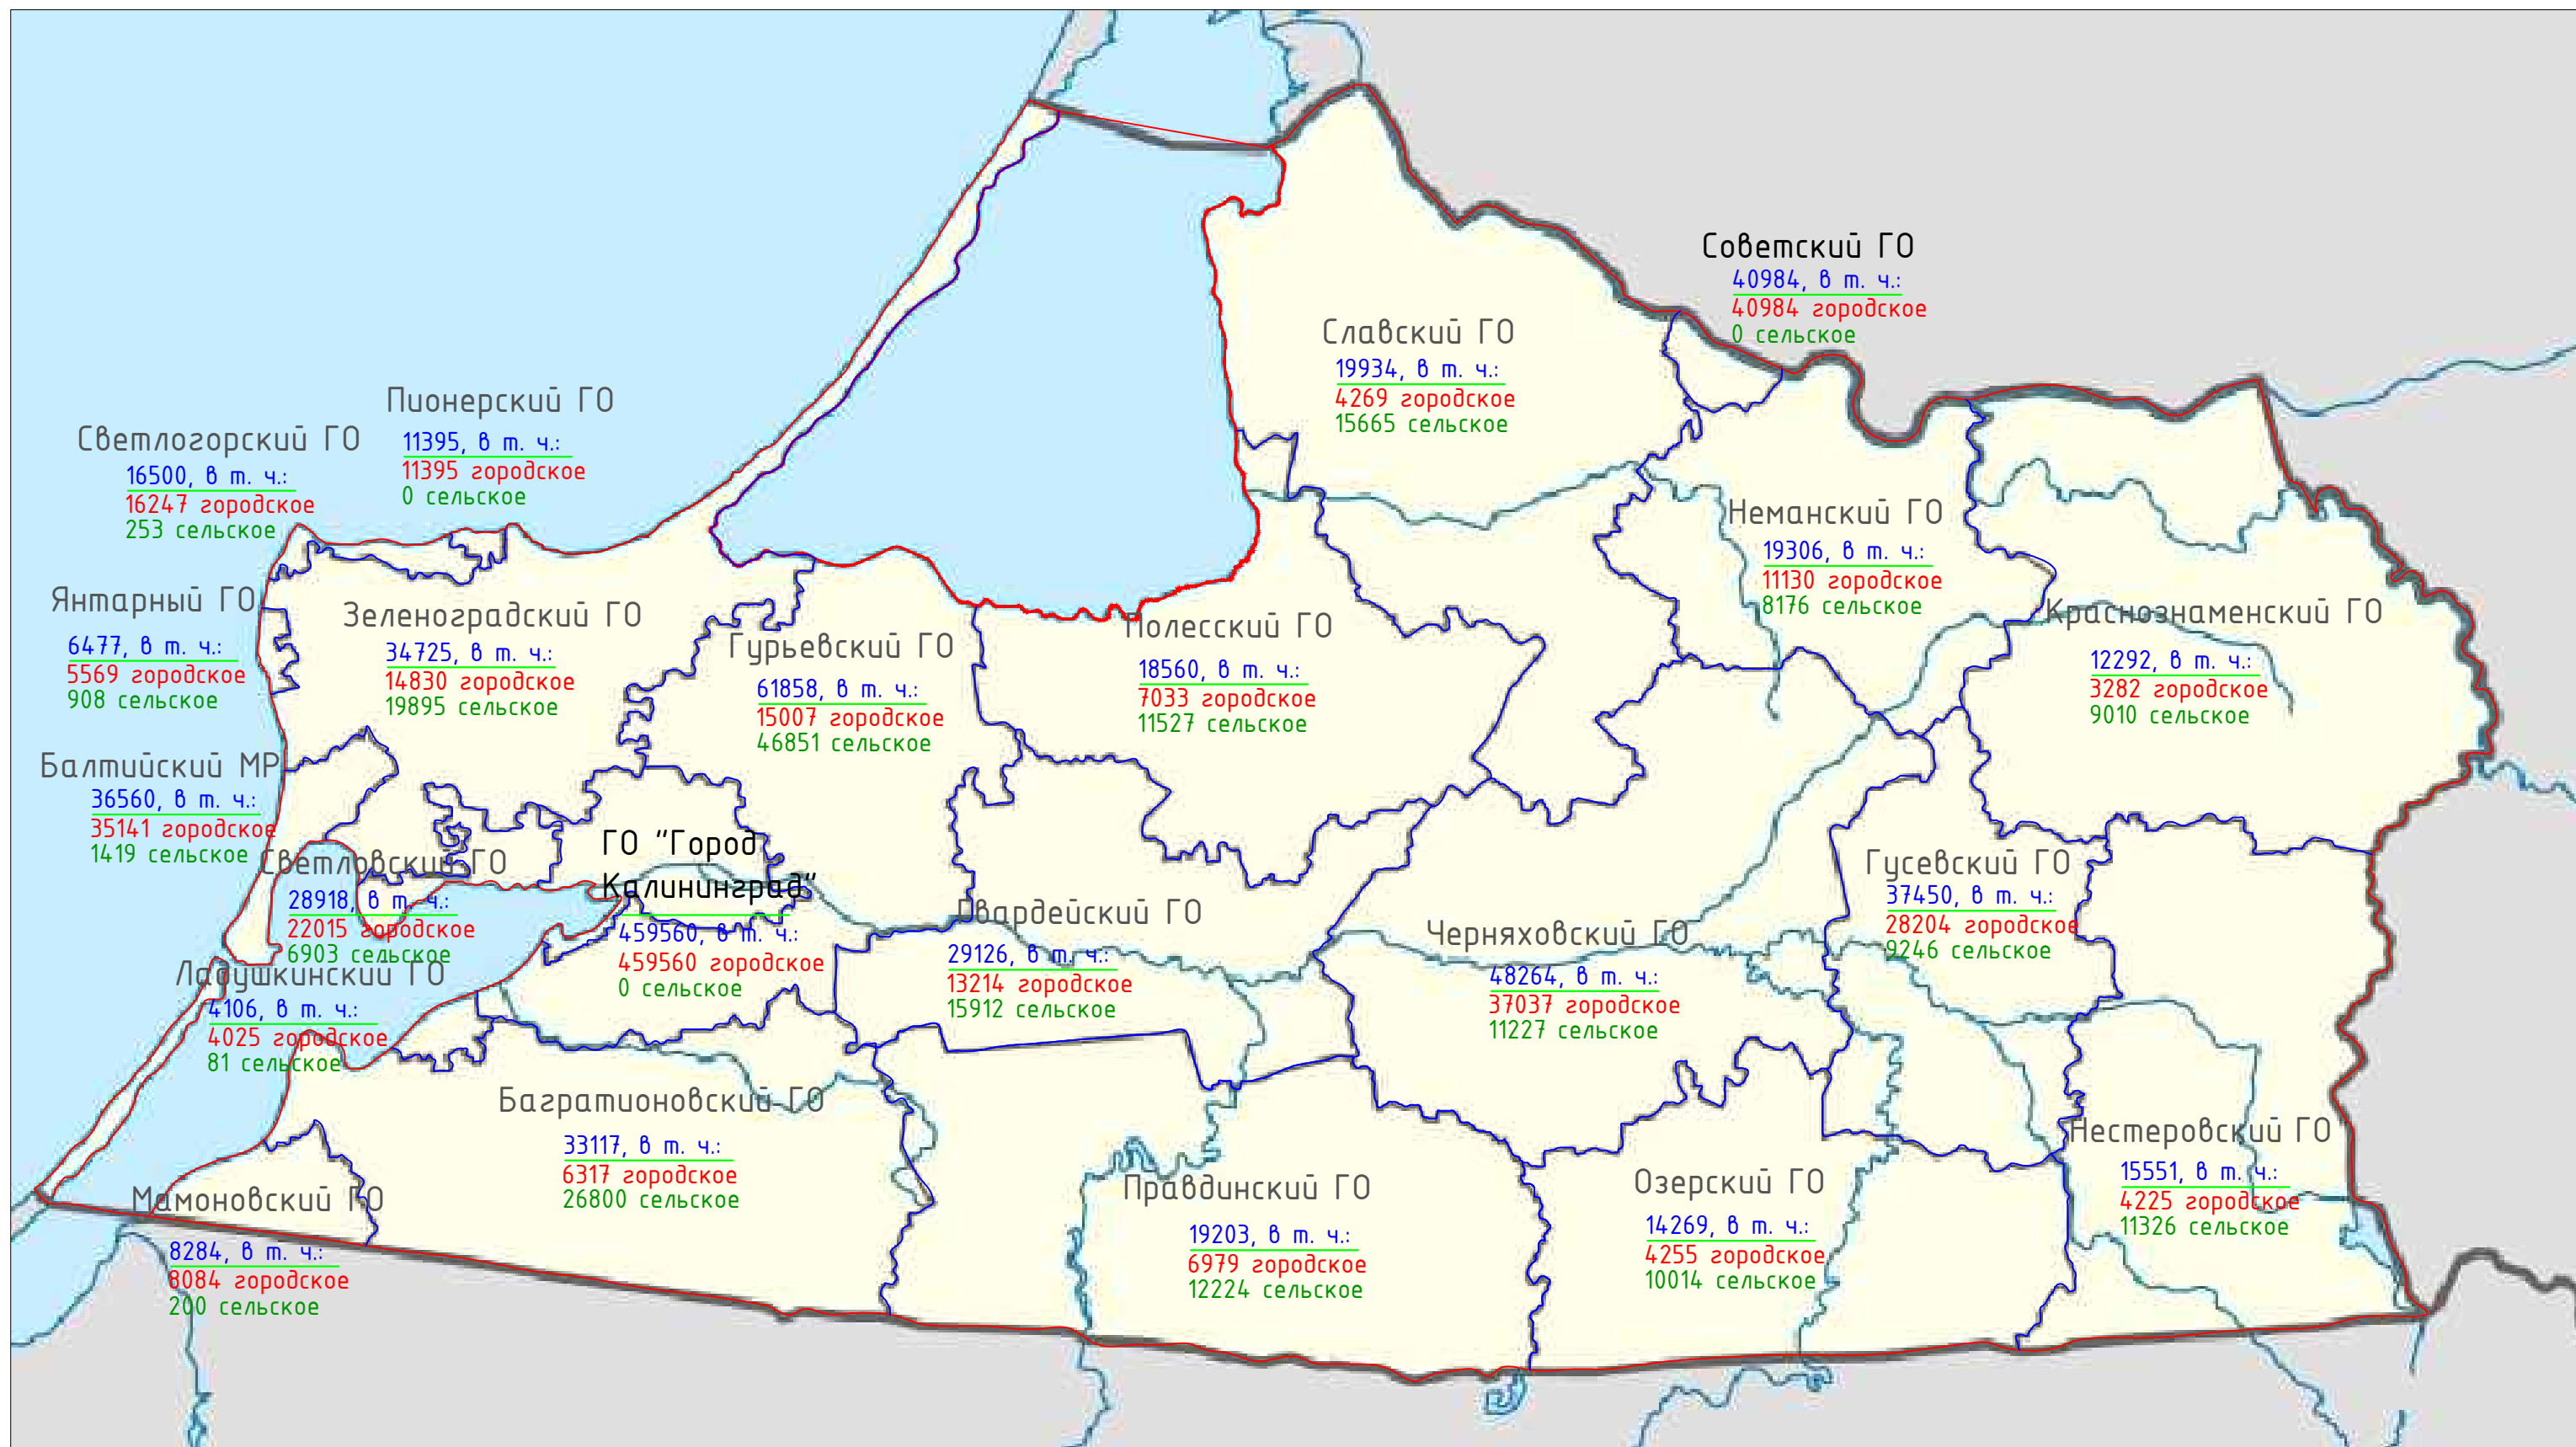 Советский ГО
40984, в т. ч.:
40984 городское
0 сельское
Славский ГО
19934, в т. ч.:
4269 городское
15665 сельское
Пионерский ГО
11395, в т. ч.:
11395 городское
0 сельское
Светлогорский ГО
16500, в т. ч.:
16247 городское
253 сельское
Неманский ГО
19306, в т. ч.:
11130 городское
8176 сельское
Янтарный ГО
6477, в т. ч.:
5569 городское
908 сельское
Зеленоградский ГО
34725, в т. ч.:
14830 городское
19895 сельское
Гурьевский ГО
61858, в т. ч.:
15007 городское
46851 сельское
Полесский ГО
18560, в т. ч.:
7033 городское
11527 сельское
Краснознаменский ГО
12292, в т. ч.:
3282 городское
9010 сельское
Балтийский МР
36560, в т. ч.:
35141 городское
1419 сельское
Светловский ГО
28918, в т. ч.:
22015 городское
6903 сельское
ГО "Город
Калининград"
459560, в т. ч.:
459560 городское
0 сельское
Гвардейский ГО
29126, в т. ч.:
13214 городское
15912 сельское
Черняховский ГО
48264, в т. ч.:
37037 городское
11227 сельское
Гусевский ГО
37450, в т. ч.:
28204 городское
9246 сельское
Ладушкинский ГО
4106, в т. ч.:
4025 городское
81 сельское
Багратионовский ГО
33117, в т. ч.:
6317 городское
26800 сельское
Мамоновский ГО
8284, в т. ч.:
8084 городское
200 сельское
Правдинский ГО
19203, в т. ч.:
6979 городское
12224 сельское
Озерский ГО
14269, в т. ч.:
4255 городское
10014 сельское
Нестеровский ГО
15551, в т. ч.:
4225 городское
11326 сельское